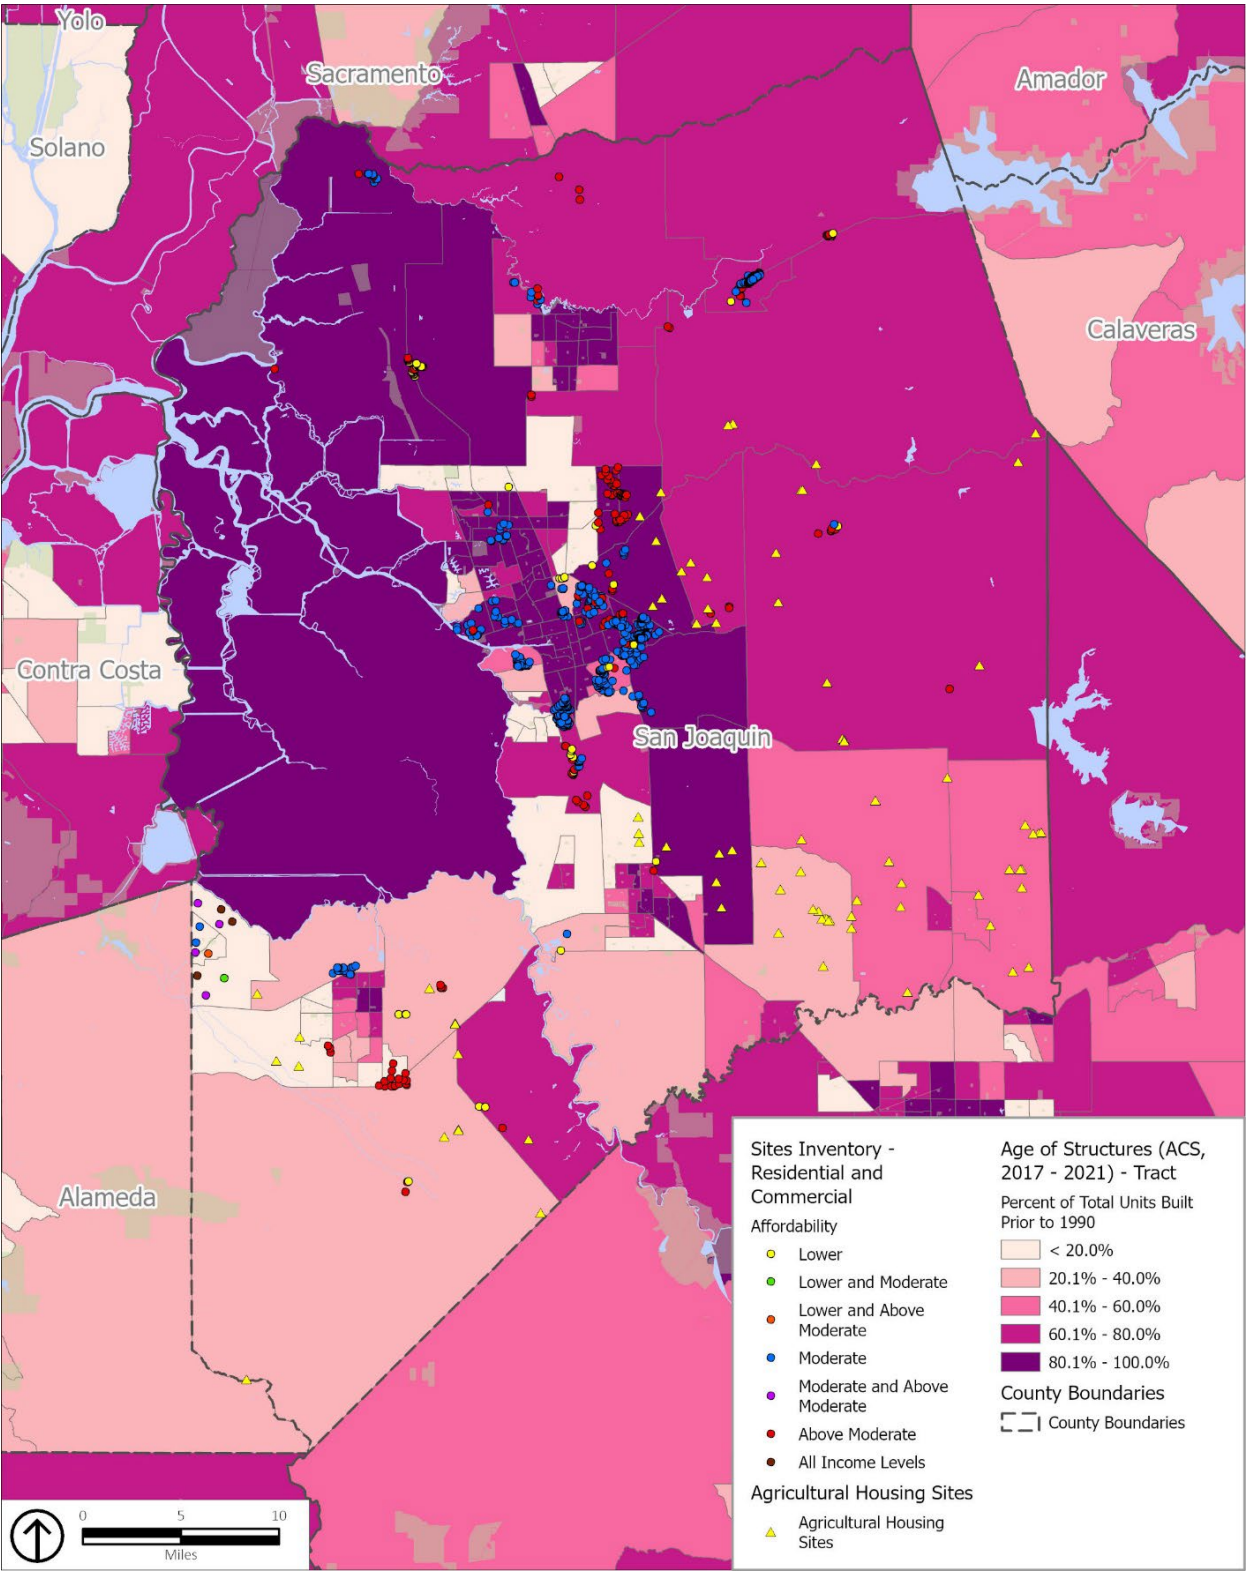 Yolo
Sacramento
Amador
Solano
Calaveras
Contra Costa
San Joaquin
Alameda
Sites Inventory -
Residential and
Commercial
Affordability
Lower
Lower and Moderate
Lower and Above
Moderate
Moderate
Moderate and Above
Moderate
Above Moderate
All Income Levels
Agricultural Housing Sites
Agricultural Housing
Sites
Age of Structures (ACS,
2017 - 2021) - Tract
Percent of Total Units Built
Prior to 1990
< 20.0%
20.1% - 40.0%
40.1% - 60.0%
60.1% - 80.0%
80.1% - 100.0%
County Boundaries
County Boundaries
0 5 10
Miles